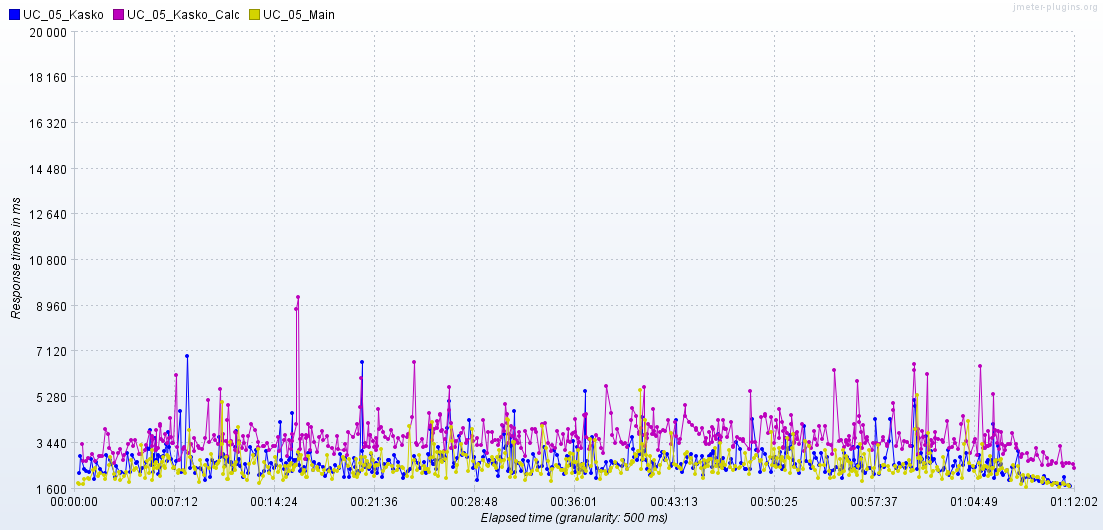 UC_05_Kasko UC_05_Kasko_Calc UC_05_Main
jmeter-plugins.org
20 000
18 160
16 320
14 480
12 640
10 800
8 960
7 120
5 280
3 440
1 600
Response times in ms
00:00:00 00:07:12 00:14:24 00:21:36 00:28:48 00:36:01 00:43:13 00:50:25 00:57:37 01:04:49 01:12:02
Elapsed time (granularity: 500 ms)